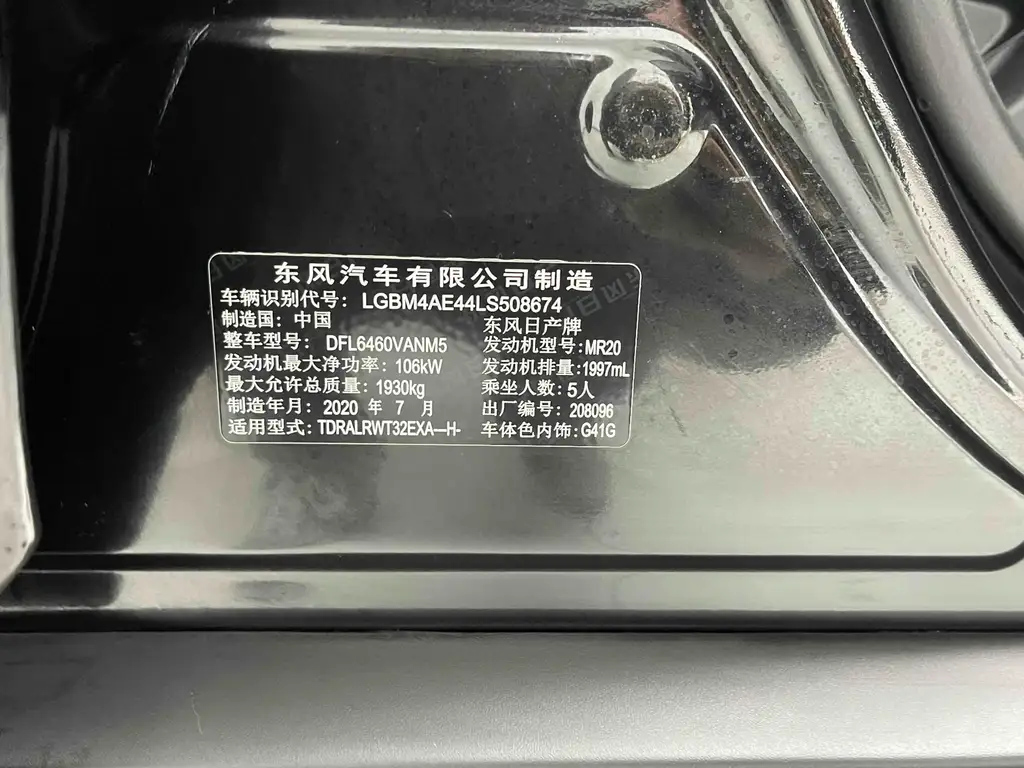 东风汽车有限公司制造
车辆识别代号: LGBM4AE44LS508674
制造国: 中国 东风日产牌
整车型号: DFL6460VANM5 发动机型号: MR20
发动机最大净功率: 106kW 发动机排量: 1997mL
最大允许总质量: 1930kg 乘坐人数: 5人
制造年月: 2020 年 7 月 出厂编号: 208096
适用型式: TDRALRWT32EXA—H- 车体色内饰: G41G